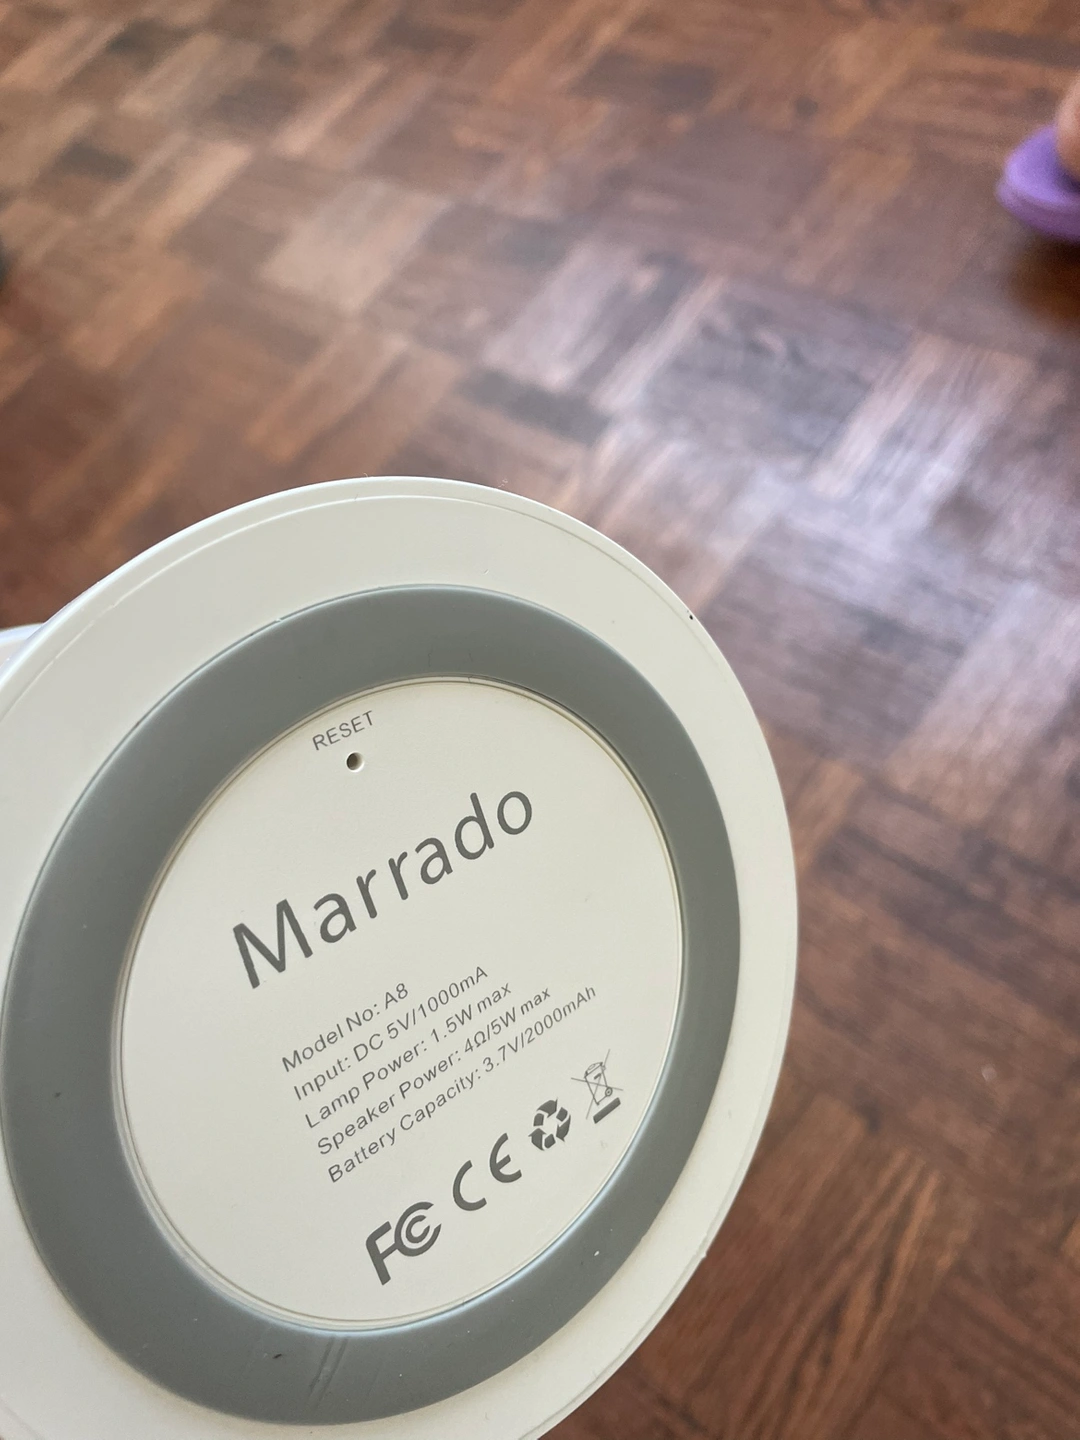 RESET
Marrado
Model No: A8
Input: DC 5V/1000mA
Lamp Power: 1.5W max
Speaker Power: 4Ω/5W max
Battery Capacity: 3.7V/2000mAh
FC CE